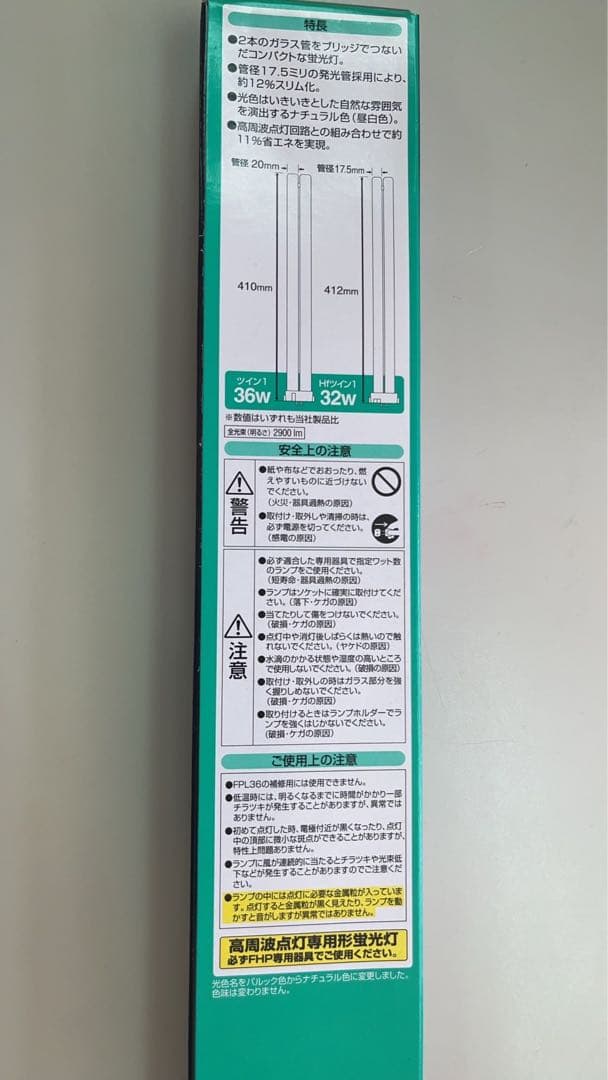 特長
●2本のガラス管をブリッジでつない
だコンパクトな蛍光灯。
●管径17.5ミリの発光管採用により、
約12%スリム化。
●光色はいきいきとした自然な雰囲気
を演出するナチュラル色(昼白色)。
●高周波点灯回路との組み合わせで約
11%省エネを実現。
管径 20mm
管径 17.5mm
410mm
412mm
ツイン1
36W
Hfツイン1
32W
※数値はいずれも当社製品比
全光束(明るさ) 2900 lm
安全上の注意
警告
●紙や布などでおおったり、燃
えやすいものに近づけない
でください。
(火災・器具過熱の原因)
●取付け・取外しや清掃の時は、
必ず電源を切ってください。
(感電の原因)
注意
●必ず適合した専用器具で指定ワット数
のランプをご使用ください。
(短寿命・器具過熱の原因)
●ランプはソケットに確実に取付けてくだ
さい。(落下・ケガの原因)
●当てたりして傷をつけないでください。
(破損・ケガの原因)
●点灯中や消灯後しばらくは熱いので触
れないでください。(ヤケドの原因)
●水滴のかかる状態や湿度の高いところ
で使用しないでください。(破損の原因)
●取付け・取外しの時はガラス部分を強
く握りしめないでください。
(破損・ケガの原因)
●取り付けるときはランプホルダーでラ
ンプを強くはじかないでください。
(破損・ケガの原因)
ご使用上の注意
●FPL36の補修用には使用できません。
●低温時には、明るくなるまでに時間がかかり一部
チラツキが発生することがありますが、異常では
ありません。
●初めて点灯した時、電極付近が黒くなったり、点灯
中の頂部に微小な斑点ができることがありますが、
特性上問題ありません。
●ランプに風が連続的に当たるとチラツキや光束低
下などが発生することがありますのでご注意くだ
さい。
●ランプの中には点灯に必要な金属粒が入っていま
す。点灯すると金属粒が黒く見えたり、ランプを動
かすと音がしますが異常ではありません。
高周波点灯専用形蛍光灯
必ずFHP専用器具でご使用ください。
光色名をパルック色からナチュラル色に変更しました。
色味は変わりません。